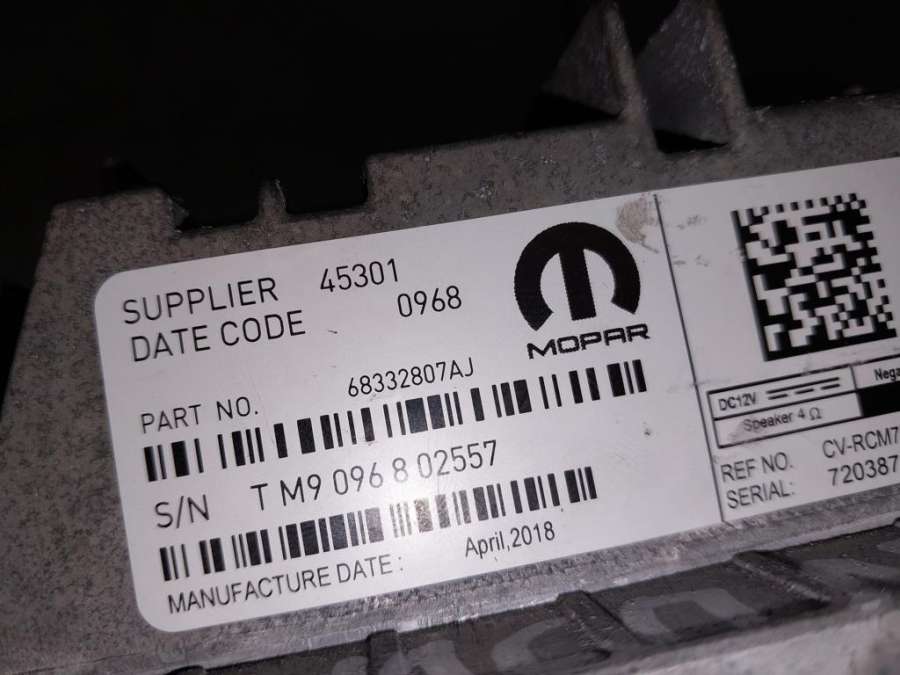 SUPPLIER 45301
DATE CODE 0968
MOPAR
PART NO. 68332807AJ
S/N T M9 096 8 02557
MANUFACTURE DATE : April,2018
DC12V
Speaker 4 Ω
REF NO. CV-RCM7
SERIAL: 720387